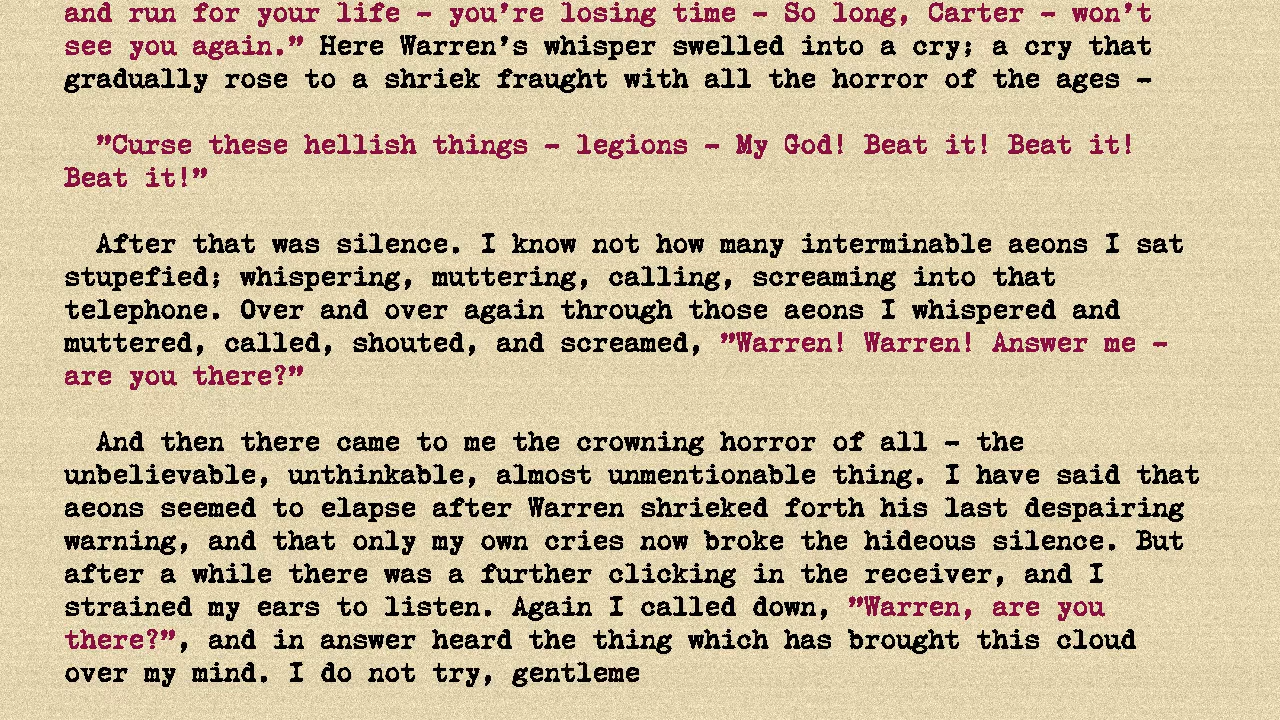 and run for your life – you’re losing time – So long, Carter – won’t
see you again.” Here Warren’s whisper swelled into a cry; a cry that
gradually rose to a shriek fraught with all the horror of the ages –
”Curse these hellish things – legions – My God! Beat it! Beat it!
Beat it!”
After that was silence. I know not how many interminable aeons I sat
stupefied; whispering, muttering, calling, screaming into that
telephone. Over and over again through those aeons I whispered and
muttered, called, shouted, and screamed, ”Warren! Warren! Answer me –
are you there?”
And then there came to me the crowning horror of all – the
unbelievable, unthinkable, almost unmentionable thing. I have said that
aeons seemed to elapse after Warren shrieked forth his last despairing
warning, and that only my own cries now broke the hideous silence. But
after a while there was a further clicking in the receiver, and I
strained my ears to listen. Again I called down, ”Warren, are you
there?”, and in answer heard the thing which has brought this cloud
over my mind. I do not try, gentleme